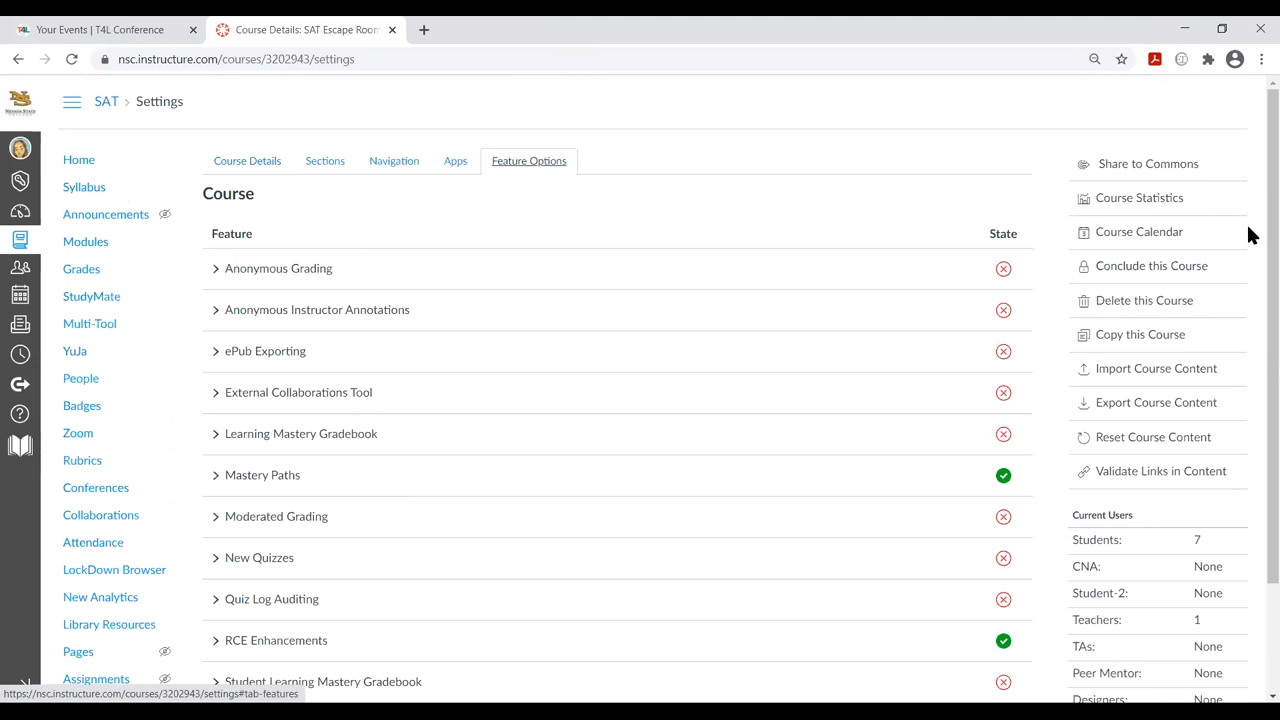 Your Events | T4L Conference
Course Details: SAT Escape Room
nsc.instructure.com/courses/3202943/settings
SAT > Settings
Home
Syllabus
Announcements
Modules
Grades
StudyMate
Multi-Tool
YuJa
People
Badges
Zoom
Rubrics
Conferences
Collaborations
Attendance
LockDown Browser
New Analytics
Library Resources
Pages
Assignments
Course Details
Sections
Navigation
Apps
Feature Options
Course
Feature State
Anonymous Grading
Anonymous Instructor Annotations
ePub Exporting
External Collaborations Tool
Learning Mastery Gradebook
Mastery Paths
Moderated Grading
New Quizzes
Quiz Log Auditing
RCE Enhancements
Student Learning Mastery Gradebook
Share to Commons
Course Statistics
Course Calendar
Conclude this Course
Delete this Course
Copy this Course
Import Course Content
Export Course Content
Reset Course Content
Validate Links in Content
Current Users
Students: 7
CNA: None
Student-2: None
Teachers: 1
TAs: None
Peer Mentor: None
Designers: None
https://nsc.instructure.com/courses/3202943/settings#tab-features